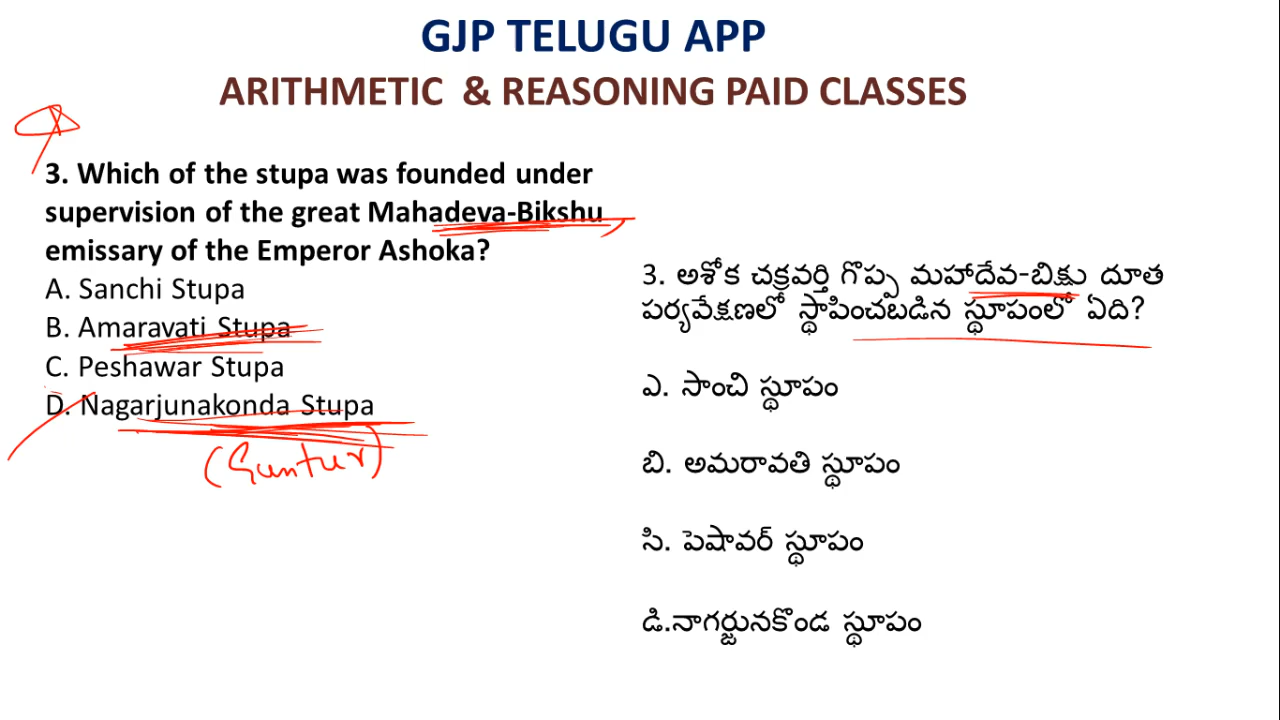 GJP TELUGU APP
ARITHMETIC & REASONING PAID CLASSES
3. Which of the stupa was founded under
supervision of the great Mahadeva-Bikshu
emissary of the Emperor Ashoka?
A. Sanchi Stupa
B. Amaravati Stupa
C. Peshawar Stupa
D. Nagarjunakonda Stupa
(Guntur)
3. అశోక చక్రవర్తి గొప్ప మహాదేవ-బిక్షు దూత
పర్యవేక్షణలో స్థాపించబడిన స్థూపంలో ఏది?
ఎ. సాంచి స్థూపం
బి. అమరావతి స్థూపం
సి. పెషావర్ స్థూపం
డి.నాగర్జునకొండ స్థూపం